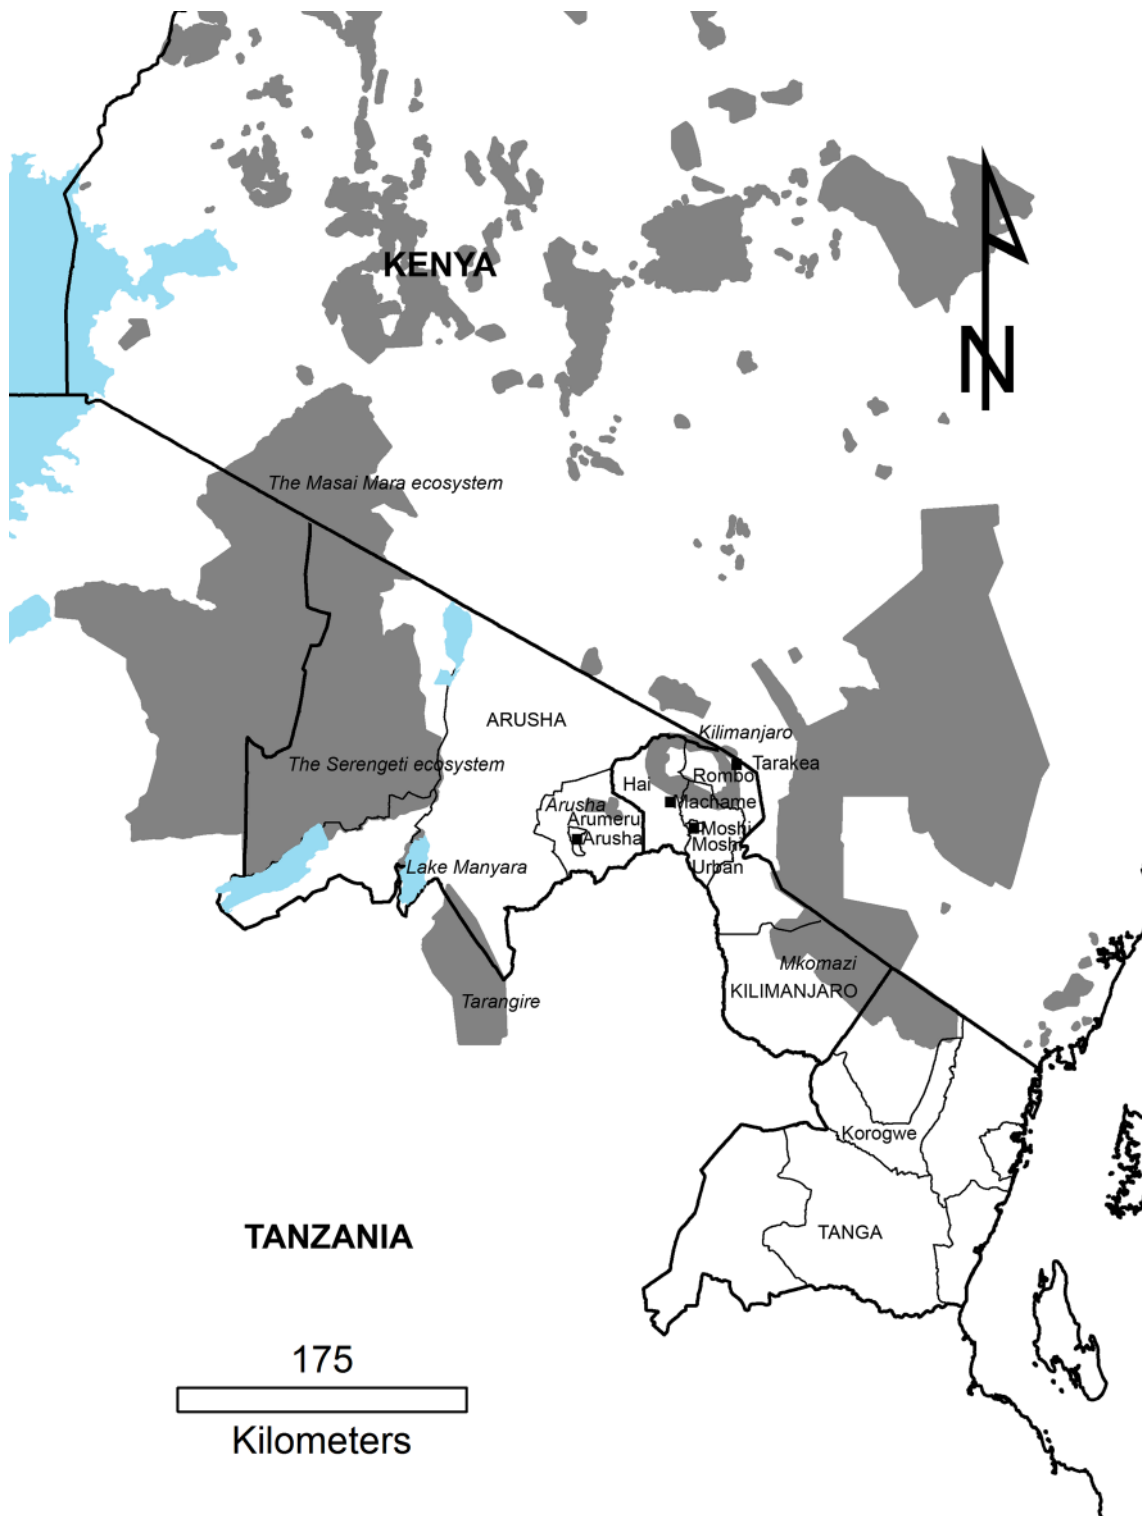 KENYA
N
The Masai Mara ecosystem
ARUSHA
Kilimanjaro
The Serengeti ecosystem
Tarakea
Rombo
Hai
Machame
Arusha
Arumeru
Moshi
Arusha
Moshi
Urban
Lake Manyara
Mkomazi
KILIMANJARO
Tarangire
Korogwe
TANZANIA
TANGA
175
Kilometers